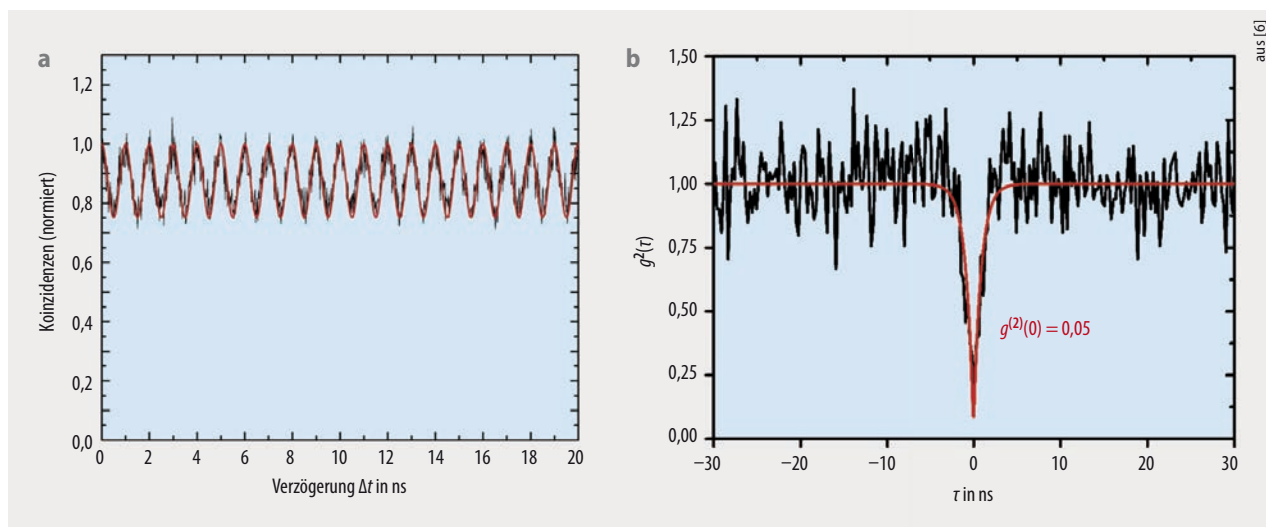 a
1,2
1,0
0,8
0,6
0,4
0,2
0,0
0 2 4 6 8 10 12 14 16 18 20
Koinzidenzen (normiert)
Verzögerung Δt in ns
b
1,50
1,25
1,00
0,75
0,50
0,25
0,00
−30 −20 −10 0 10 20 30
g²(τ)
τ in ns
g⁽²⁾(0) = 0,05
aus [6]